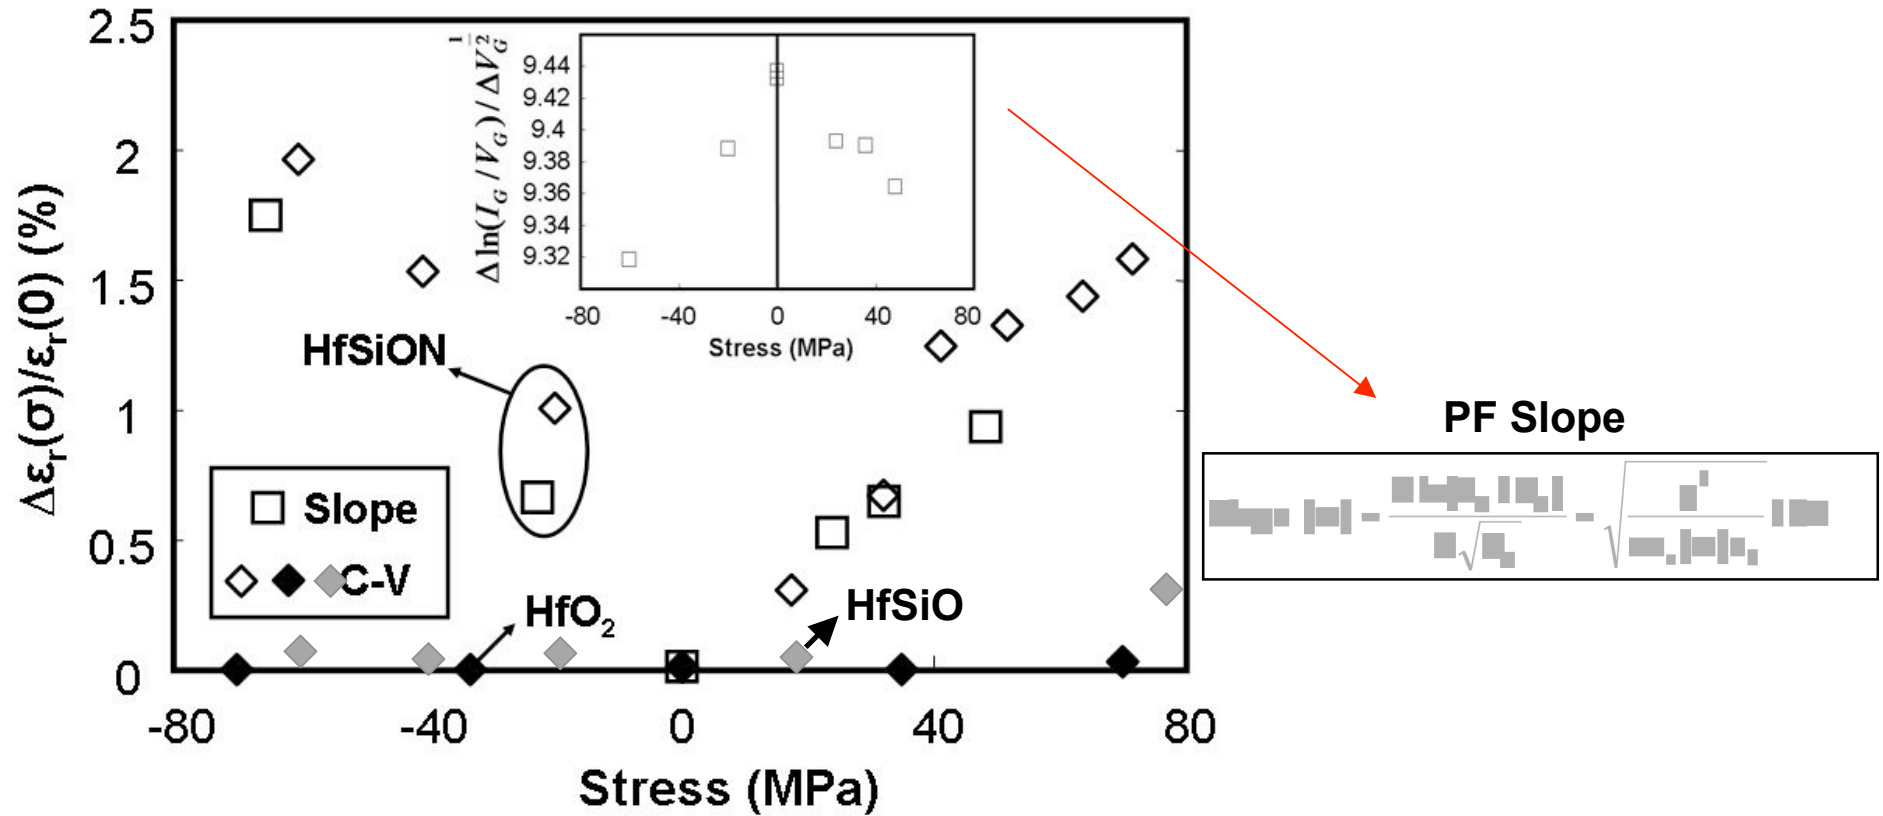 2.5
2
1.5
1
0.5
0
Δεr(σ)/εr(0) (%)
-80
-40
0
40
80
Stress (MPa)
Δln(I_G /V_G) / ΔV_G^{1/2}
9.44
9.42
9.4
9.38
9.36
9.34
9.32
-80
-40
0
40
80
Stress (MPa)
HfSiON
Slope
C-V
HfO2
HfSiO
PF Slope